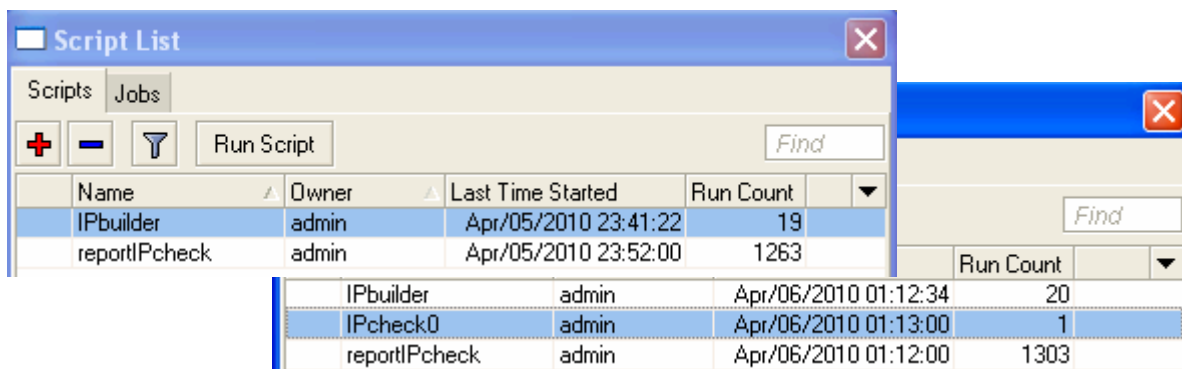 Script List
Scripts Jobs
Run Script Find
Name Owner Last Time Started Run Count
IPbuilder admin Apr/05/2010 23:41:22 19
reportIPcheck admin Apr/05/2010 23:52:00 1263
Find
Run Count
IPbuilder admin Apr/06/2010 01:12:34 20
IPcheck0 admin Apr/06/2010 01:13:00 1
reportIPcheck admin Apr/06/2010 01:12:00 1303